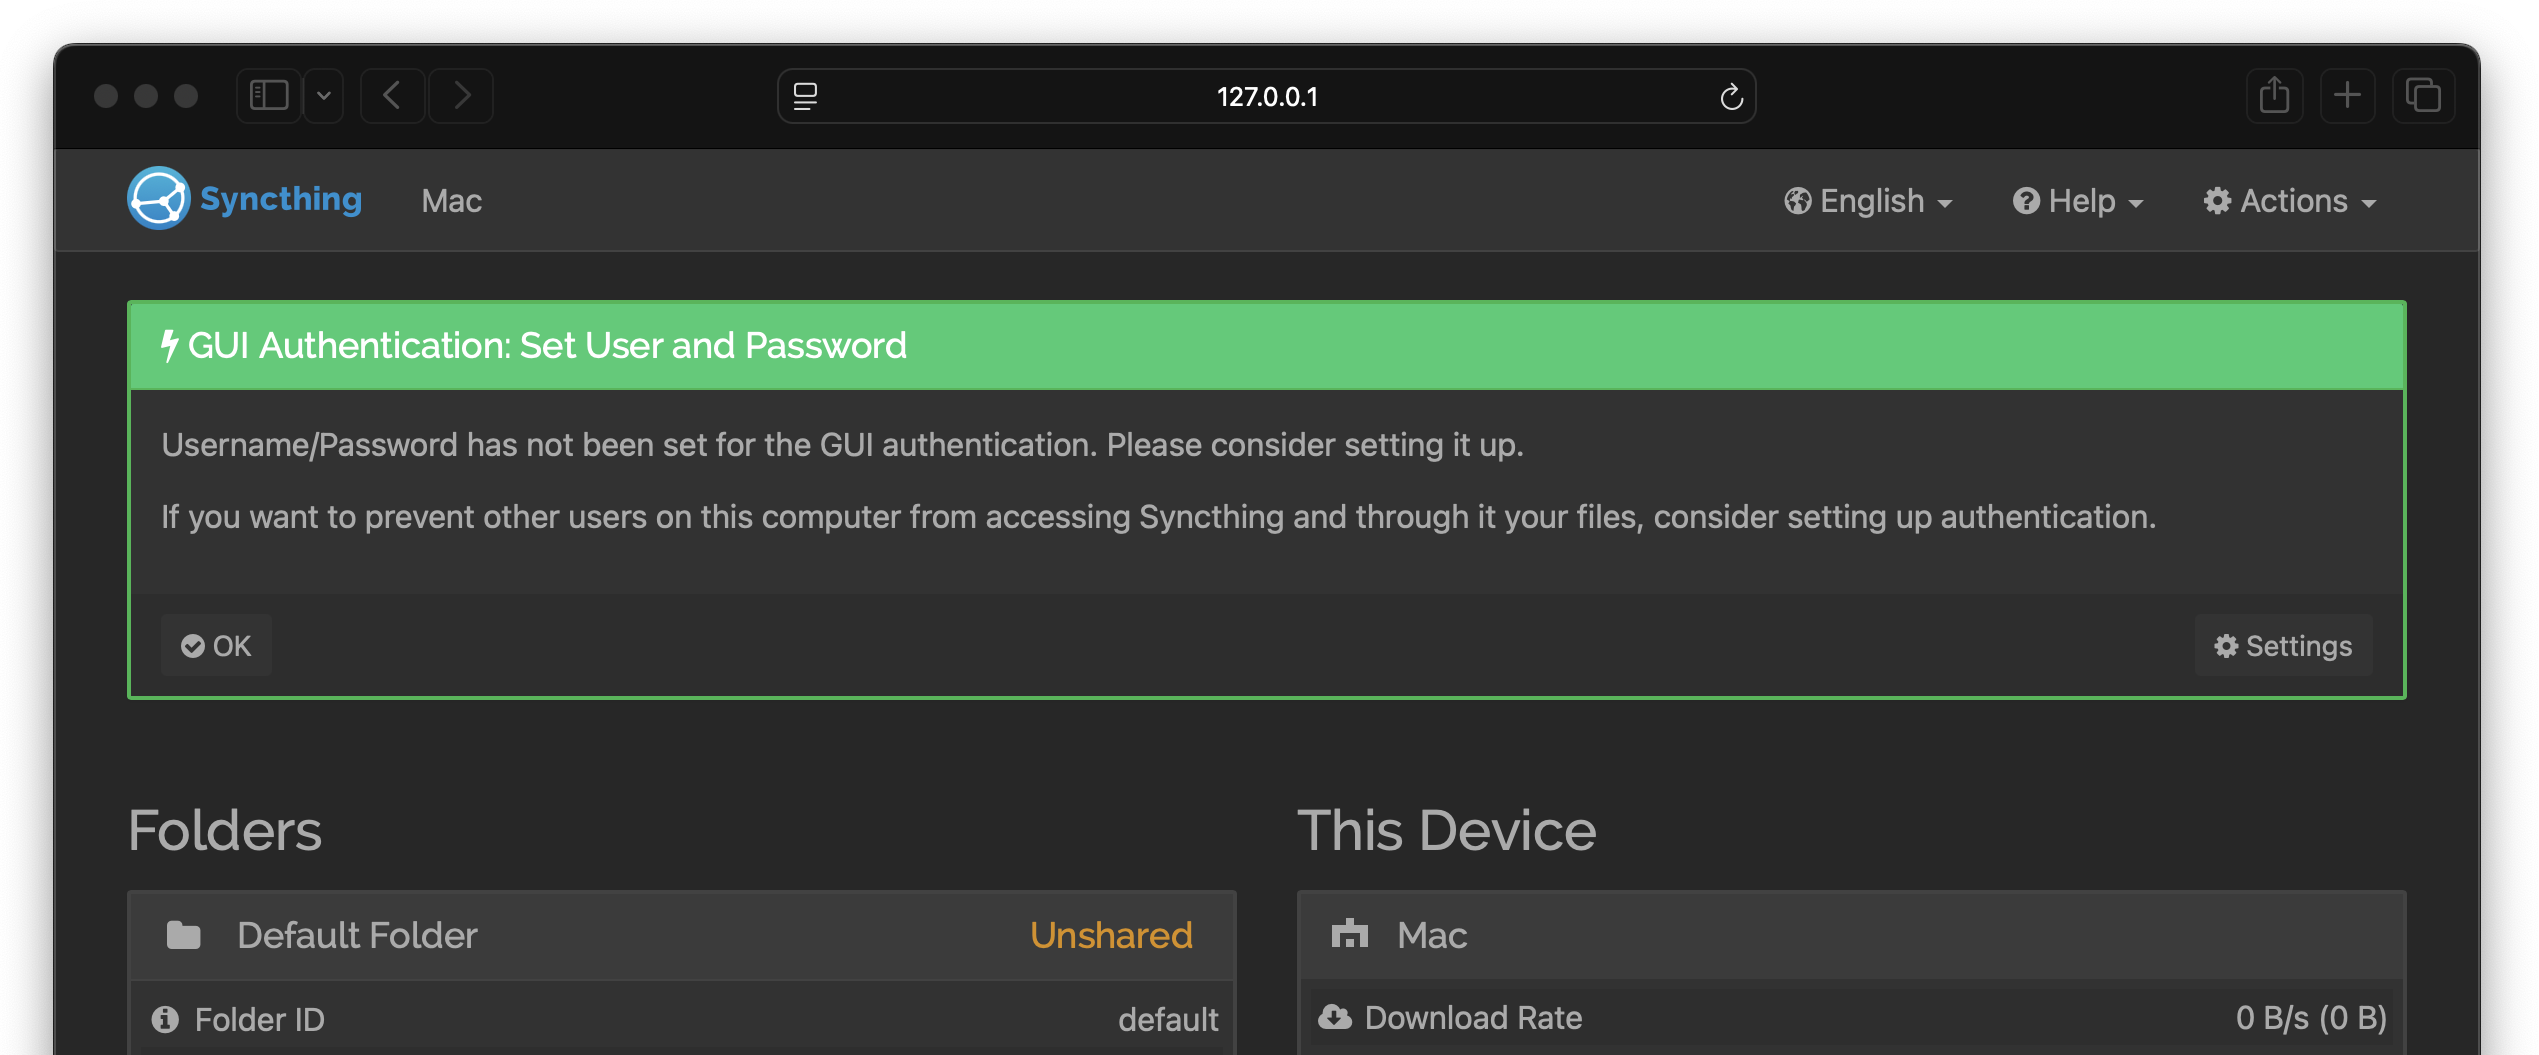 127.0.0.1
Syncthing Mac English Help Actions
GUI Authentication: Set User and Password
Username/Password has not been set for the GUI authentication. Please consider setting it up.
If you want to prevent other users on this computer from accessing Syncthing and through it your files, consider setting up authentication.
OK Settings
Folders
Default Folder Unshared
Folder ID default
This Device
Mac
Download Rate 0 B/s (0 B)